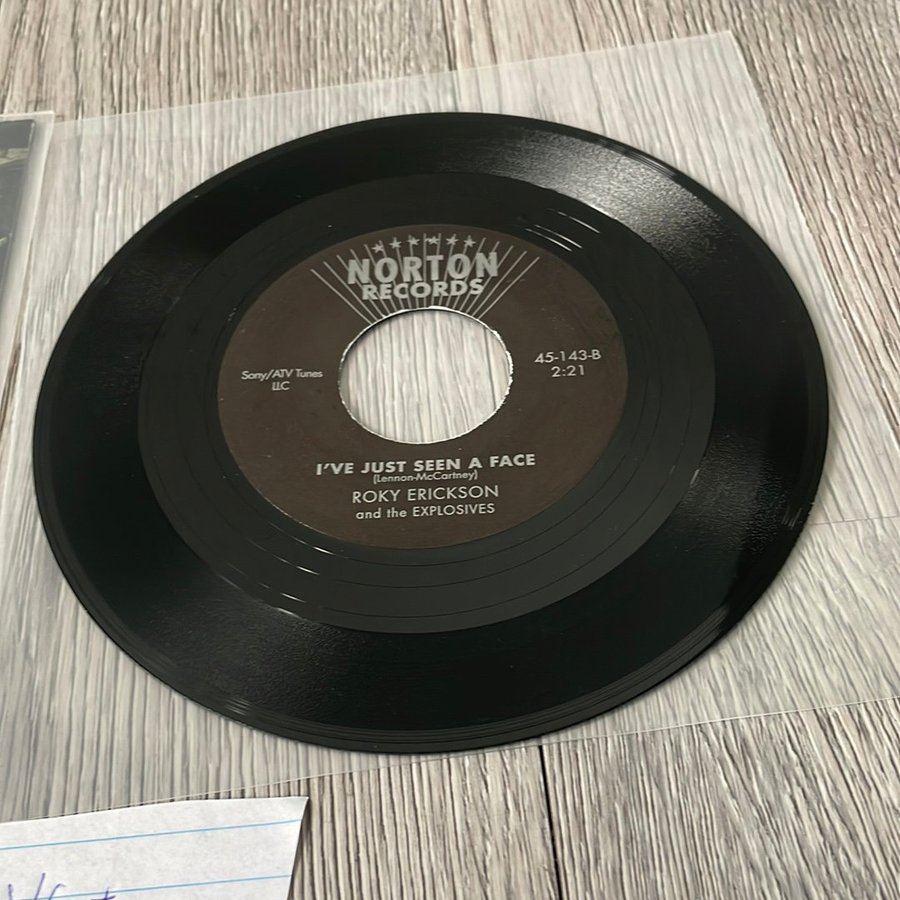 NORTON
RECORDS
Sony/ATV Tunes
LLC
45-143-B
2:21
I'VE JUST SEEN A FACE
(Lennon-McCartney)
ROKY ERICKSON
and the EXPLOSIVES